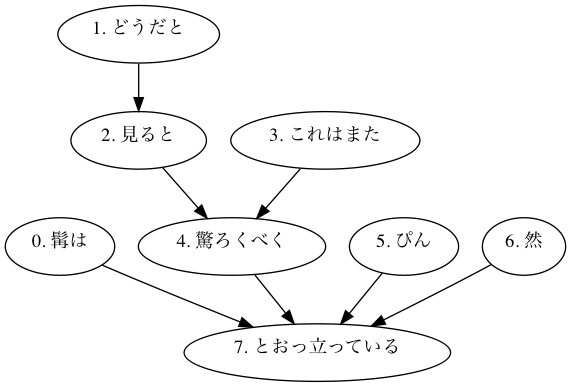 1. どうだと
2. 見ると
3. これはまた
0. 髯は
4. 驚ろくべく
5. ぴん
6. 然
7. とおっ立っている